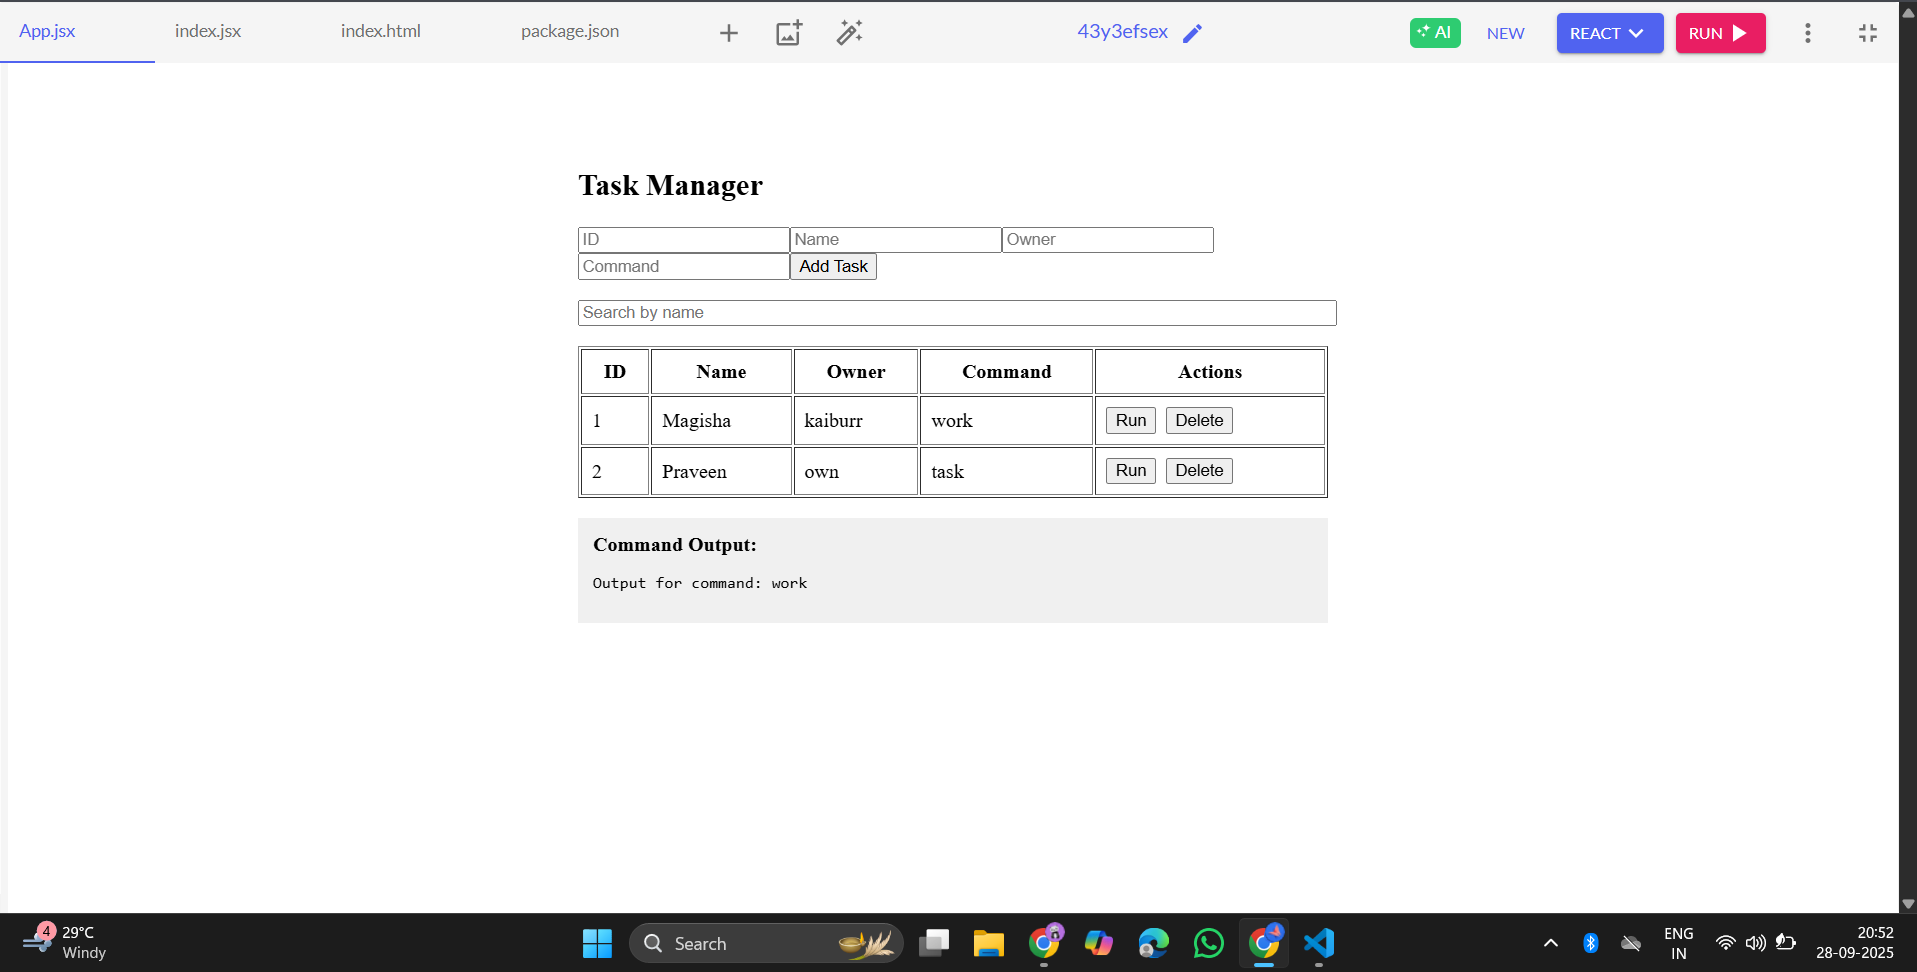 App.jsx index.jsx index.html package.json 43y3efsex AI NEW REACT RUN
Task Manager
ID Name Owner
Command Add Task
Search by name
ID Name Owner Command Actions
1 Magisha kaiburr work Run Delete
2 Praveen own task Run Delete
Command Output:
Output for command: work
4 29°C
Windy
Search
ENG
IN
20:52
28-09-2025